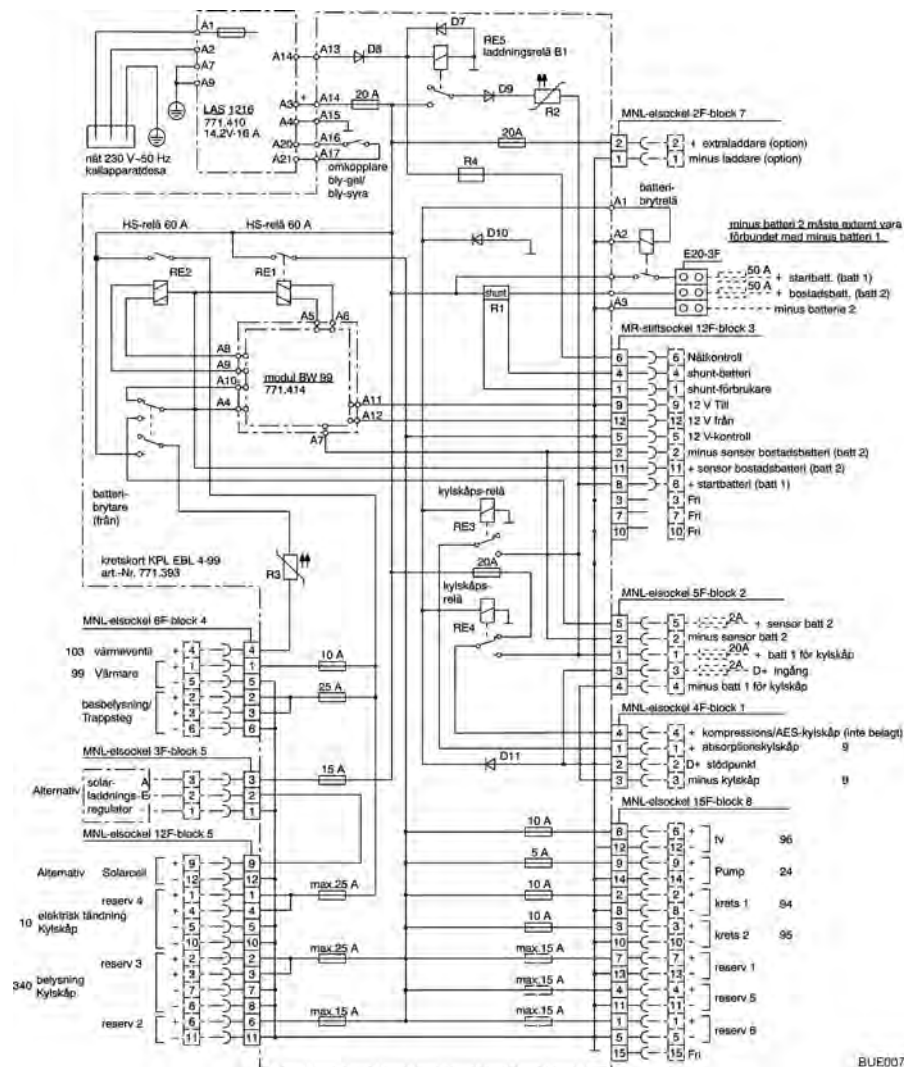 A1
A2
A7
A9
LAS 1216
771.410
14,2V-16 A
nät 230 V~50 Hz
kallapparatdosa
A14
A3
+
A4
A20
A21
A13
A14
A15
A16
A17
D8
20 A
omkopplare
bly-gel/
bly-syra
D7
RE5
laddningsrelä B1
D9
R2
20A
R4
MNL-elsockel 2F-block 7
2 2 + extraladdare (option)
1 1 minus laddare (option)
batteri-
brytrelä
A1
A2
A3
D10
minus batteri 2 måste externt vara
förbundet med minus batteri 1.
E20-3F
50 A + startbatt. (batt 1)
50 A + bostadsbatt. (batt 2)
minus batterie 2
shunt
R1
HS-relä 60 A
HS-relä 60 A
RE2
RE1
A5
A6
A8
A9
A10
A4
modul BW 89
771.414
A11
A12
A7
batteri-
brytare
(från)
kretskort KPL EBL 4-99
art.-Nr. 771.393
R3
MR-stiftsockel 12F-block 3
6 6 Nätkontroll
4 4 shunt-batteri
1 1 shunt-förbrukare
9 9 12 V Till
12 12 12 V från
5 5 12 V-kontroll
2 2 minus sensor bostadsbatteri (batt 2)
11 11 + sensor bostadsbatteri (batt 2)
8 + startbatteri (batt 1)
3 3 Fri
7 7 Fri
10 10 Fri
kylskåps-relä
RE3
20A
kylskåps-
relä
RE4
D11
MNL-elsockel 5F-block 2
5 5 2A + sensor batt 2
2 2 minus sensor batt 2
1 1 20A + batt 1 för kylskåp
3 3 2A D+ ingång
4 4 minus batt 1 för kylskåp
MNL-elsockel 4F-block 1
4 4 + kompressions/AES-kylskåp (inte belagt)
1 1 + absorptionskylskåp 9
2 2 D+ stödpunkt
3 3 minus kylskåp 9
MNL-elsockel 6F-block 4
103 värmeventil + 4 4
99 Värmare + 1 1 10 A
- 5 5
basbelysning/
Trappsteg
+ 2 2 25 A
+ 3 3
- 6 6
MNL-elsockel 3F-block 5
Alternativ
solar-
laddnings-
regulator
A
3 3 15 A
2 2
1 1
MNL-elsockel 12F-block 5
Alternativ Solarcell + 9 9
- 12 12
reserv 4 + 1 1 max.25 A
10 elektrisk tändning
Kylskåp
+ 4 4
- 5 5
- 10 10
reserv 3 + 2 2 max.25 A
340 belysning
Kylskåp
+ 3 3
- 7 7
- 8 8
reserv 2 + 6 6 max.15 A
- 11 11
MNL-elsockel 15F-block 8
10 A 6 6 + tv 96
12 12 -
5 A 9 9 + Pump 24
14 14 -
10 A 2 2 + krets 1 94
8 8 -
10 A 3 3 + krets 2 95
10 10 -
max.15 A 7 7 + reserv 1
13 13 -
max.15 A 4 4 + reserv 5
11 11 -
max.15 A 1 1 + reserv 6
5 5 -
15 15 Fri
BUE007